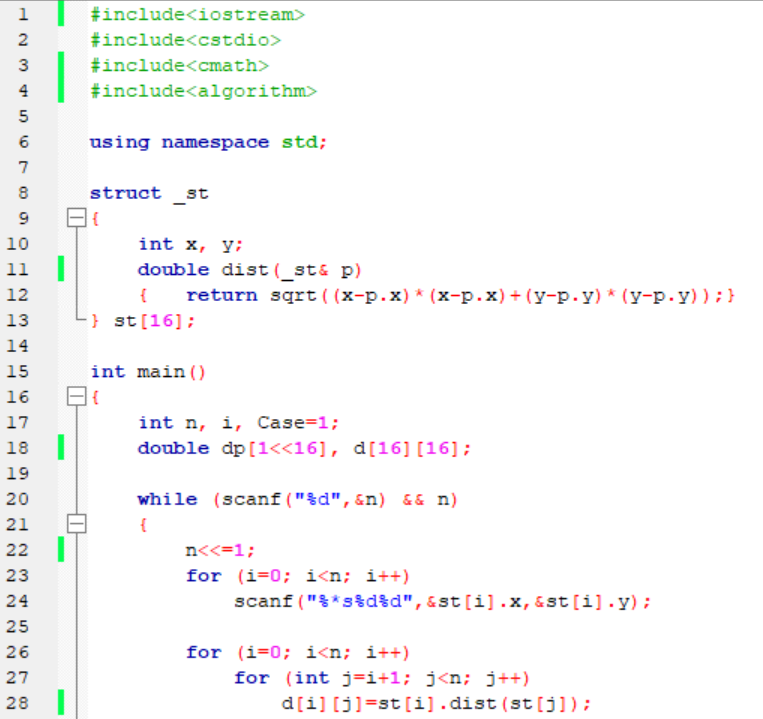 1 #include<iostream>
2 #include<cstdio>
3 #include<cmath>
4 #include<algorithm>
5
6 using namespace std;
7
8 struct _st
9 {
10     int x, y;
11     double dist(_st& p)
12     {   return sqrt((x-p.x)*(x-p.x)+(y-p.y)*(y-p.y));}
13 } st[16];
14
15 int main()
16 {
17     int n, i, Case=1;
18     double dp[1<<16], d[16][16];
19
20     while (scanf("%d",&n) && n)
21     {
22         n<<=1;
23         for (i=0; i<n; i++)
24             scanf("%*s%d%d",&st[i].x,&st[i].y);
25
26         for (i=0; i<n; i++)
27             for (int j=i+1; j<n; j++)
28                 d[i][j]=st[i].dist(st[j]);